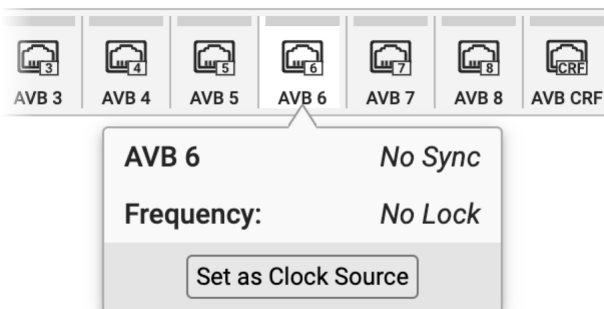 3 4 5 6 7 8 CRF
AVB 3 AVB 4 AVB 5 AVB 6 AVB 7 AVB 8 AVB CRF
AVB 6 No Sync
Frequency: No Lock
Set as Clock Source